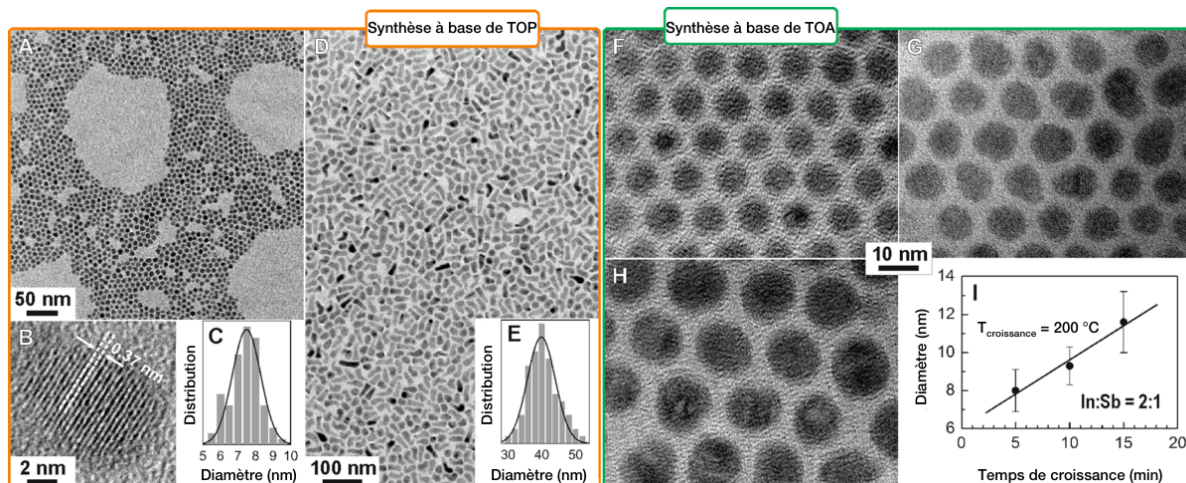 Synthèse à base de TOP
Synthèse à base de TOA
A
50 nm
B
0.37 nm
2 nm
C
Distribution
5 6 7 8 9 10
Diamètre (nm)
D
100 nm
E
Distribution
30 40 50
Diamètre (nm)
F
G
10 nm
H
I
Tcroissance = 200 °C
In:Sb = 2:1
Diamètre (nm)
14
12
10
8
6
0 5 10 15 20
Temps de croissance (min)